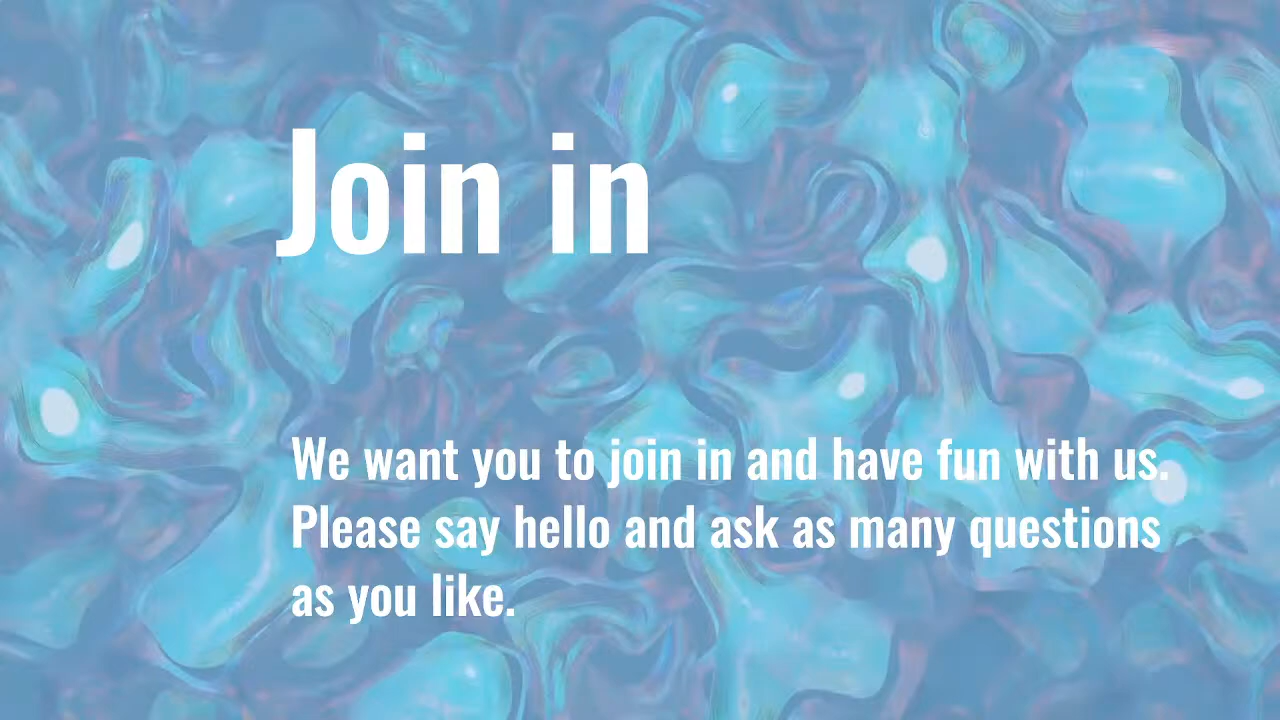 Join in
We want you to join in and have fun with us.
Please say hello and ask as many questions
as you like.